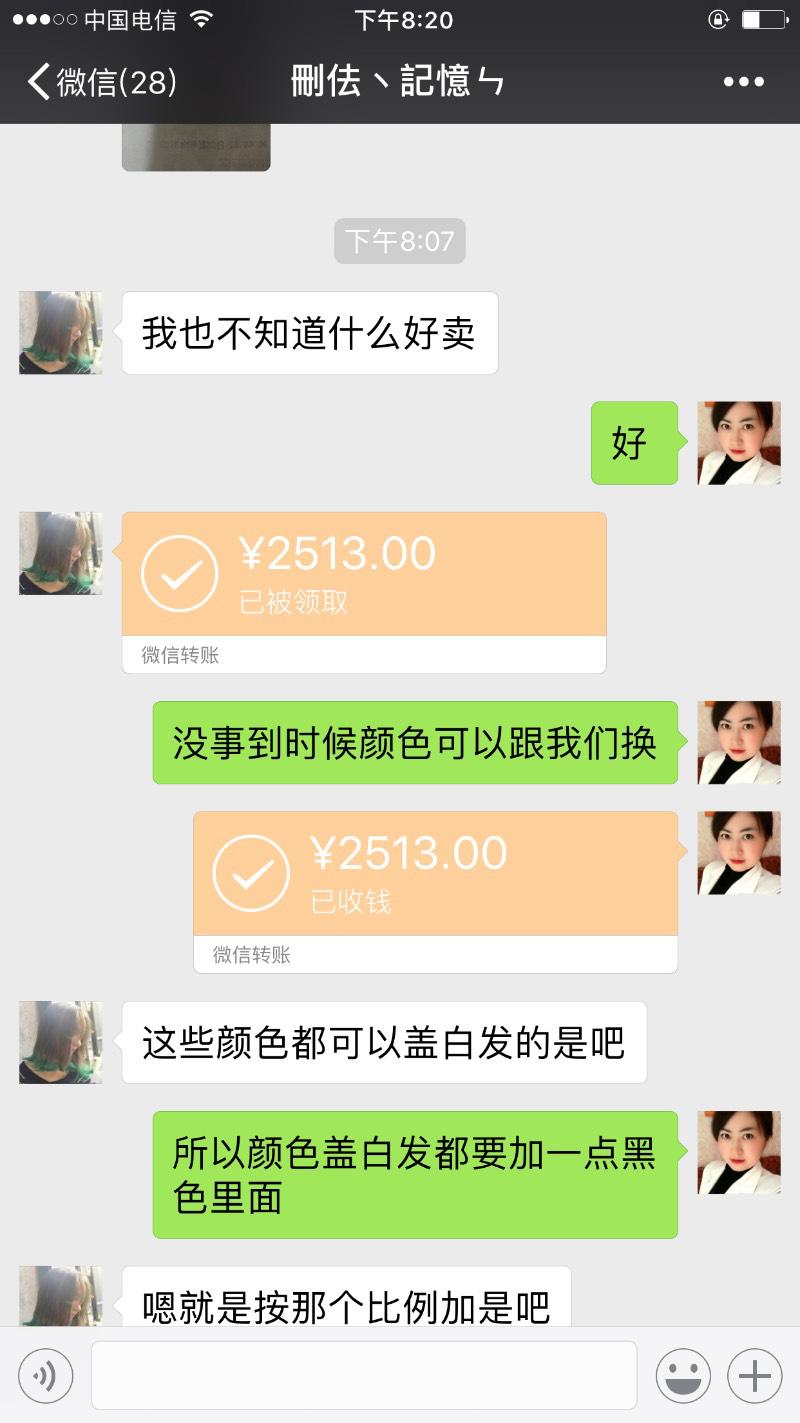 中国电信 下午8:20
微信(28) 刪佉丶記憶ㄣ
下午8:07
我也不知道什么好卖
好
¥2513.00
已被领取
微信转账
没事到时候颜色可以跟我们换
¥2513.00
已收钱
微信转账
这些颜色都可以盖白发的是吧
所以颜色盖白发都要加一点黑
色里面
嗯就是按那个比例加是吧